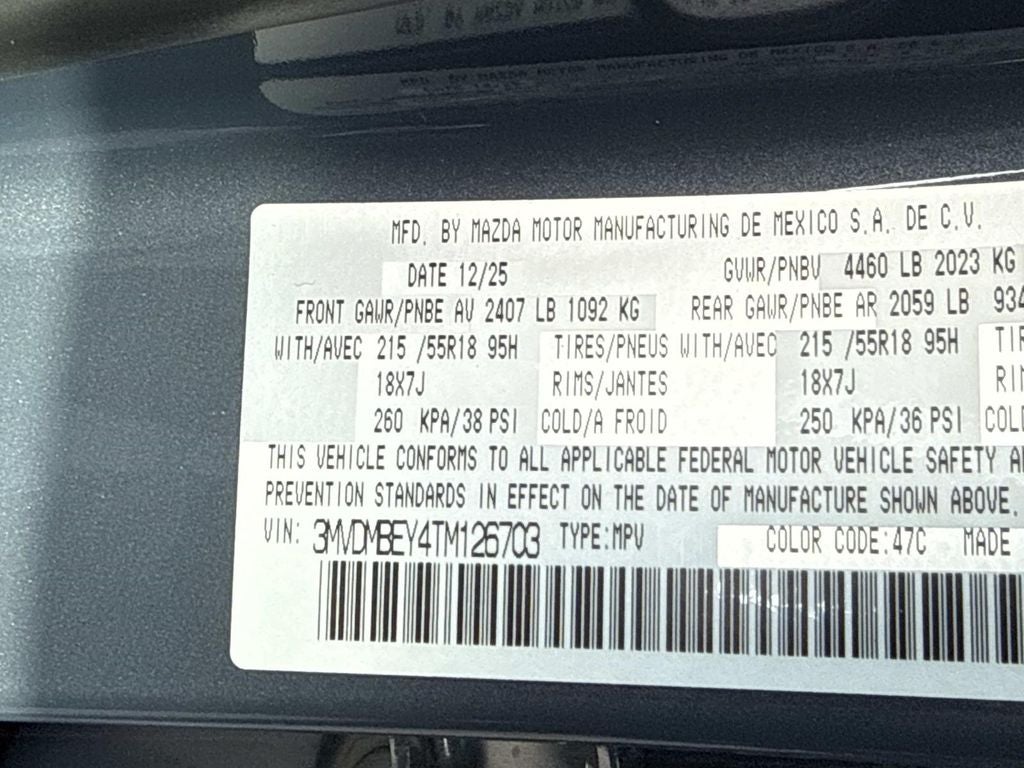 MFD. BY MAZDA MOTOR MANUFACTURING DE MEXICO S.A. DE C.V.
DATE 12/25 GVWR/PNBV 4460 LB 2023 KG
FRONT GAWR/PNBE AV 2407 LB 1092 KG REAR GAWR/PNBE AR 2059 LB 934
WITH/AVEC 215 /55R18 95H TIRES/PNEUS WITH/AVEC 215 /55R18 95H TIR
18X7J RIMS/JANTES 18X7J RIM
260 KPA/38 PSI COLD/A FROID 250 KPA/36 PSI COLD
THIS VEHICLE CONFORMS TO ALL APPLICABLE FEDERAL MOTOR VEHICLE SAFETY
PREVENTION STANDARDS IN EFFECT ON THE DATE OF MANUFACTURE SHOWN ABOVE.
VIN: 3MVDMBEY4TM126703 TYPE:MPV COLOR CODE:47C MADE